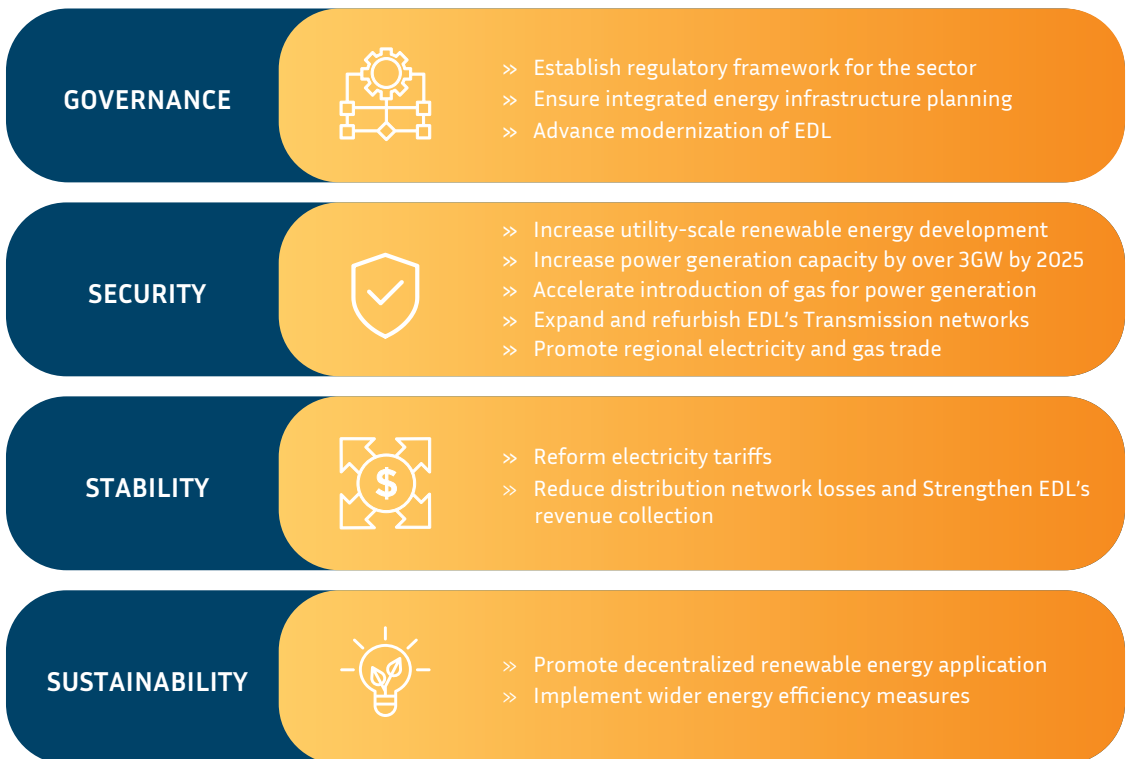 GOVERNANCE
» Establish regulatory framework for the sector
» Ensure integrated energy infrastructure planning
» Advance modernization of EDL
SECURITY
» Increase utility-scale renewable energy development
» Increase power generation capacity by over 3GW by 2025
» Accelerate introduction of gas for power generation
» Expand and refurbish EDL’s Transmission networks
» Promote regional electricity and gas trade
STABILITY
$
» Reform electricity tariffs
» Reduce distribution network losses and Strengthen EDL’s
revenue collection
SUSTAINABILITY
» Promote decentralized renewable energy application
» Implement wider energy efficiency measures